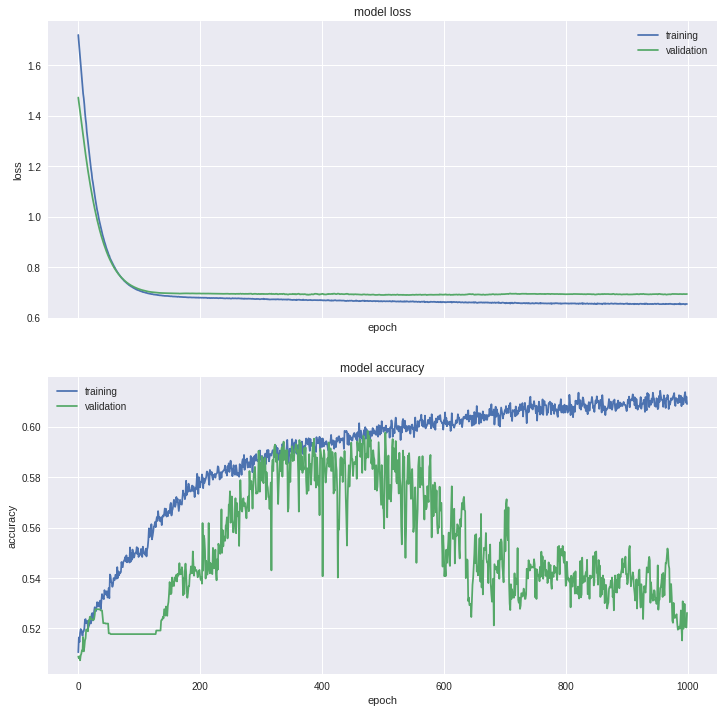 model loss
training
validation
1.6
1.4
1.2
1.0
0.8
0.6
loss
epoch
model accuracy
training
validation
0.60
0.58
0.56
0.54
0.52
accuracy
0 200 400 600 800 1000
epoch